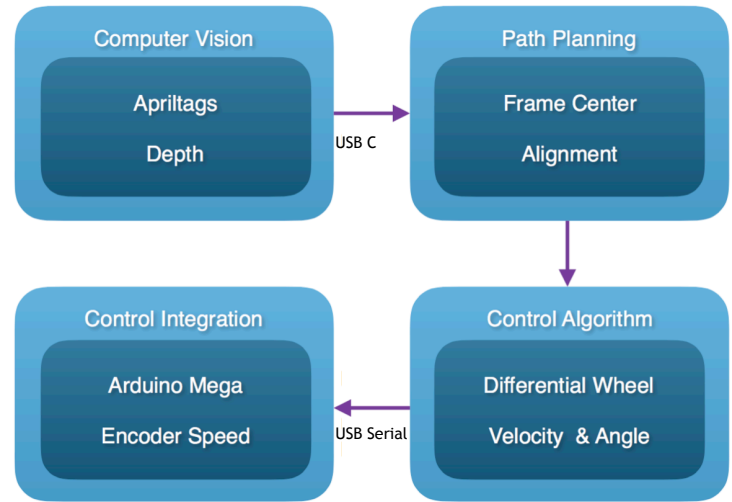 Computer Vision
Apriltags
Depth
USB C
Path Planning
Frame Center
Alignment
Control Algorithm
Differential Wheel
Velocity & Angle
USB Serial
Control Integration
Arduino Mega
Encoder Speed